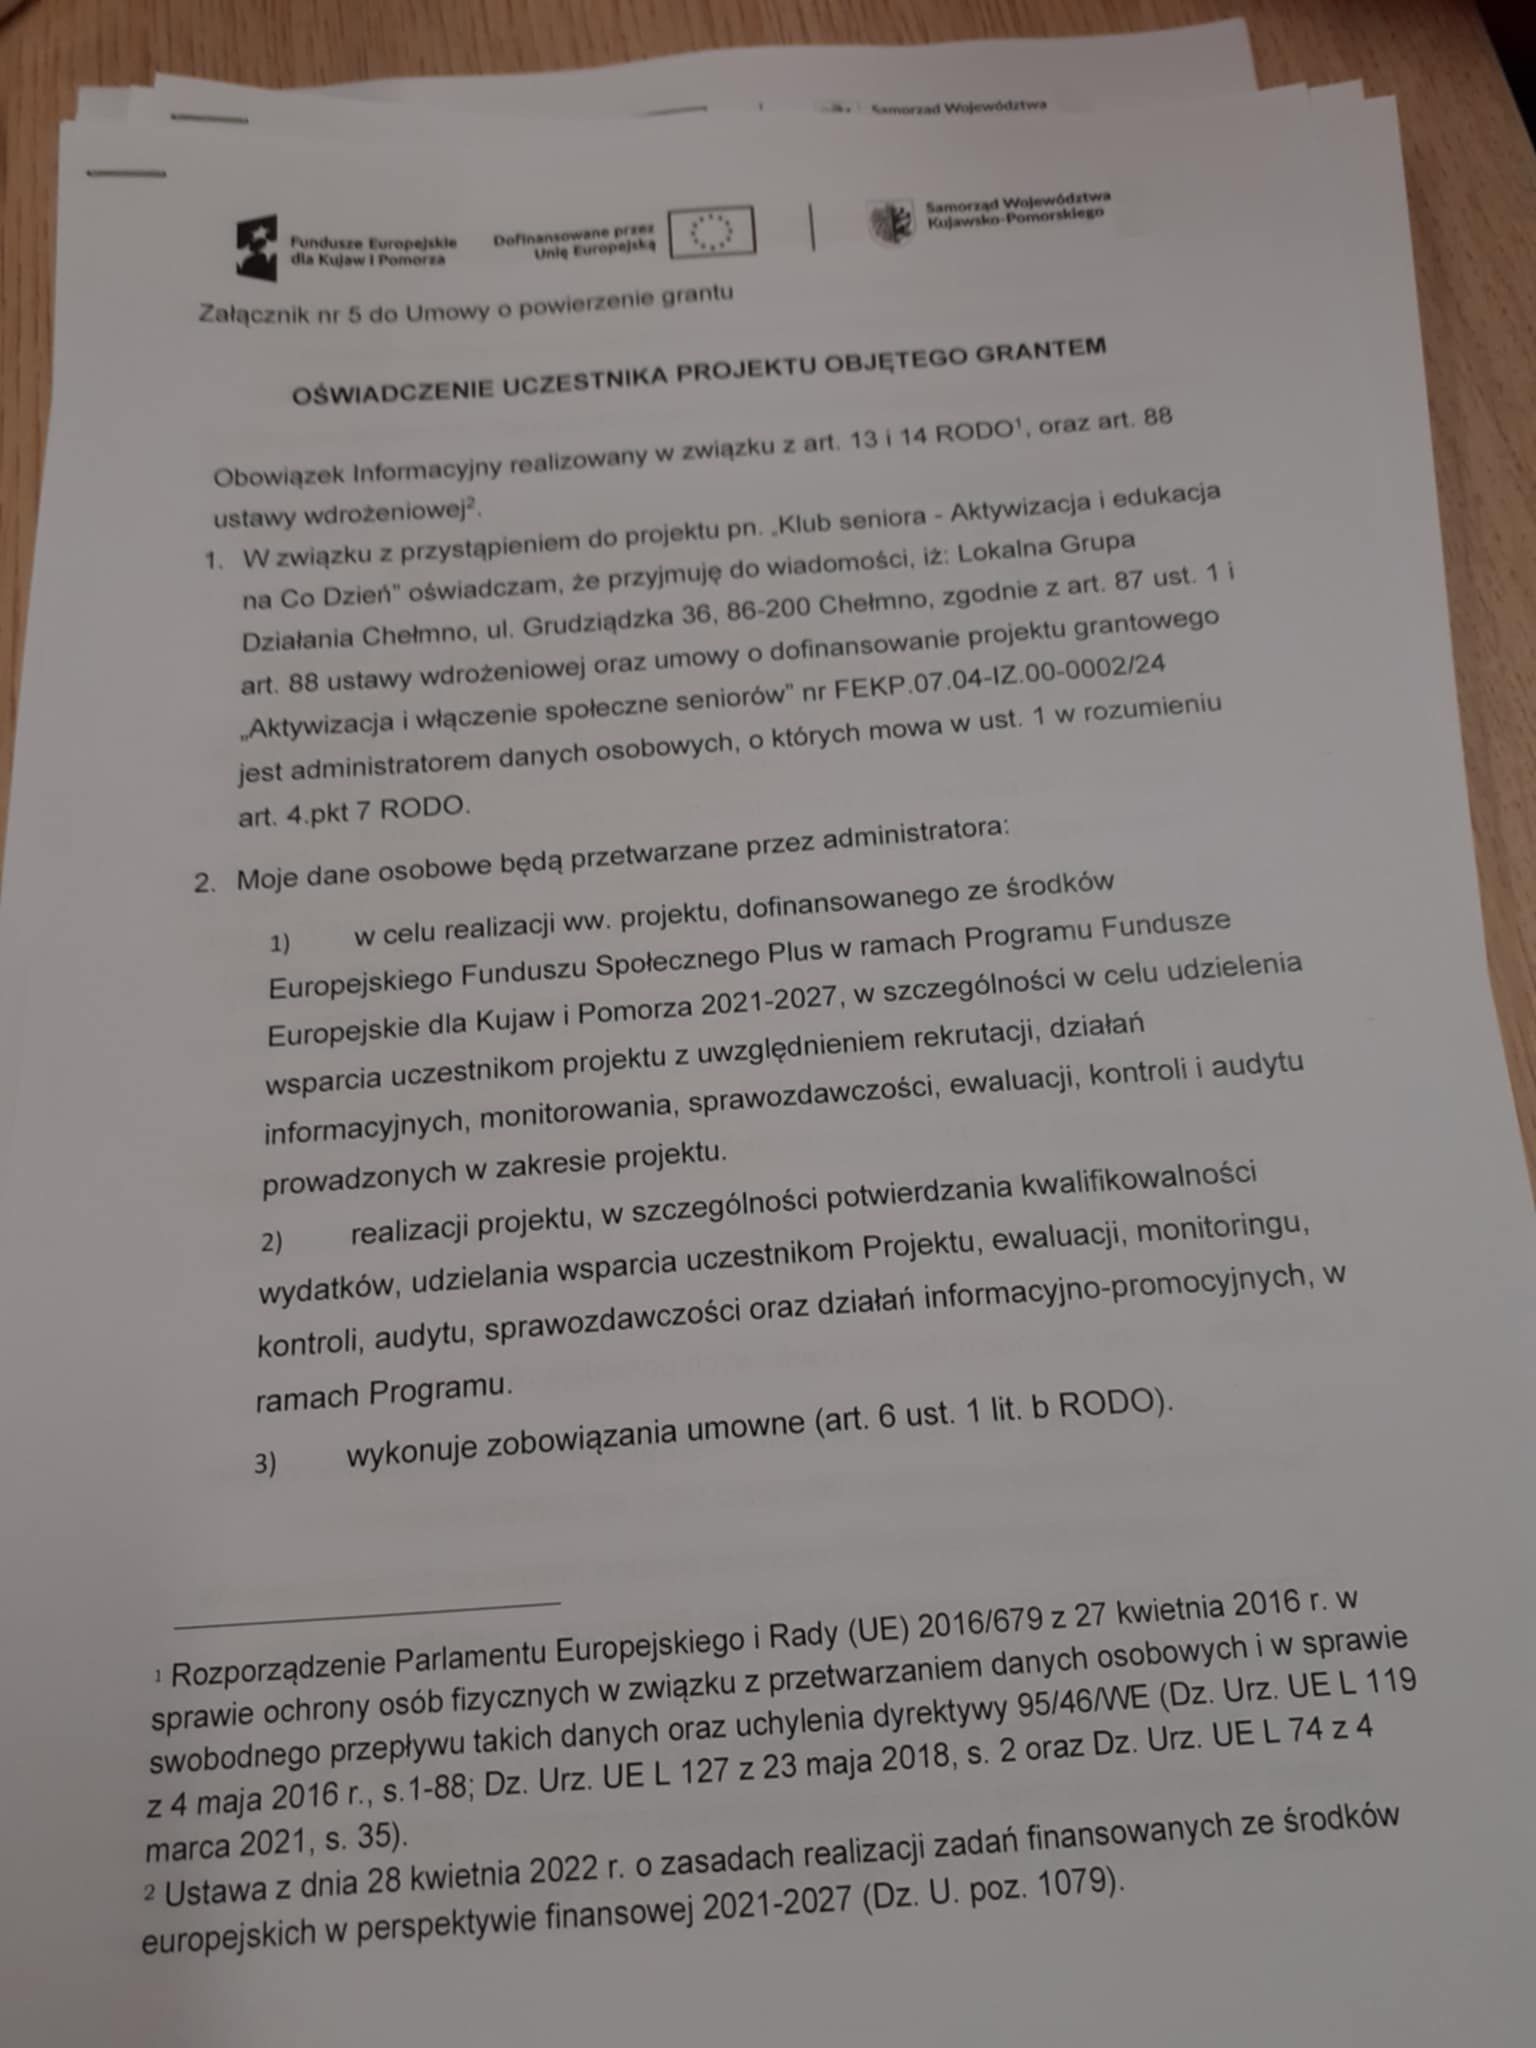 Samorząd Województwa
Fundusze Europejskie
dla Kujaw i Pomorza
Dofinansowane przez
Unię Europejską
Samorząd Województwa
Kujawsko-Pomorskiego
Załącznik nr 5 do Umowy o powierzenie grantu
OŚWIADCZENIE UCZESTNIKA PROJEKTU OBJĘTEGO GRANTEM
Obowiązek Informacyjny realizowany w związku z art. 13 i 14 RODO¹, oraz art. 88
ustawy wdrożeniowej².
1. W związku z przystąpieniem do projektu pn. „Klub seniora - Aktywizacja i edukacja
na Co Dzień" oświadczam, że przyjmuję do wiadomości, iż: Lokalna Grupa
Działania Chełmno, ul. Grudziądzka 36, 86-200 Chełmno, zgodnie z art. 87 ust. 1 i
art. 88 ustawy wdrożeniowej oraz umowy o dofinansowanie projektu grantowego
„Aktywizacja i włączenie społeczne seniorów" nr FEKP.07.04-IZ.00-0002/24
jest administratorem danych osobowych, o których mowa w ust. 1 w rozumieniu
art. 4.pkt 7 RODO.
2. Moje dane osobowe będą przetwarzane przez administratora:
1) w celu realizacji ww. projektu, dofinansowanego ze środków
Europejskiego Funduszu Społecznego Plus w ramach Programu Fundusze
Europejskie dla Kujaw i Pomorza 2021-2027, w szczególności w celu udzielenia
wsparcia uczestnikom projektu z uwzględnieniem rekrutacji, działań
informacyjnych, monitorowania, sprawozdawczości, ewaluacji, kontroli i audytu
prowadzonych w zakresie projektu.
2) realizacji projektu, w szczególności potwierdzania kwalifikowalności
wydatków, udzielania wsparcia uczestnikom Projektu, ewaluacji, monitoringu,
kontroli, audytu, sprawozdawczości oraz działań informacyjno-promocyjnych, w
ramach Programu.
3) wykonuje zobowiązania umowne (art. 6 ust. 1 lit. b RODO).
¹ Rozporządzenie Parlamentu Europejskiego i Rady (UE) 2016/679 z 27 kwietnia 2016 r. w
sprawie ochrony osób fizycznych w związku z przetwarzaniem danych osobowych i w sprawie
swobodnego przepływu takich danych oraz uchylenia dyrektywy 95/46/WE (Dz. Urz. UE L 119
z 4 maja 2016 r., s.1-88; Dz. Urz. UE L 127 z 23 maja 2018, s. 2 oraz Dz. Urz. UE L 74 z 4
marca 2021, s. 35).
² Ustawa z dnia 28 kwietnia 2022 r. o zasadach realizacji zadań finansowanych ze środków
europejskich w perspektywie finansowej 2021-2027 (Dz. U. poz. 1079).